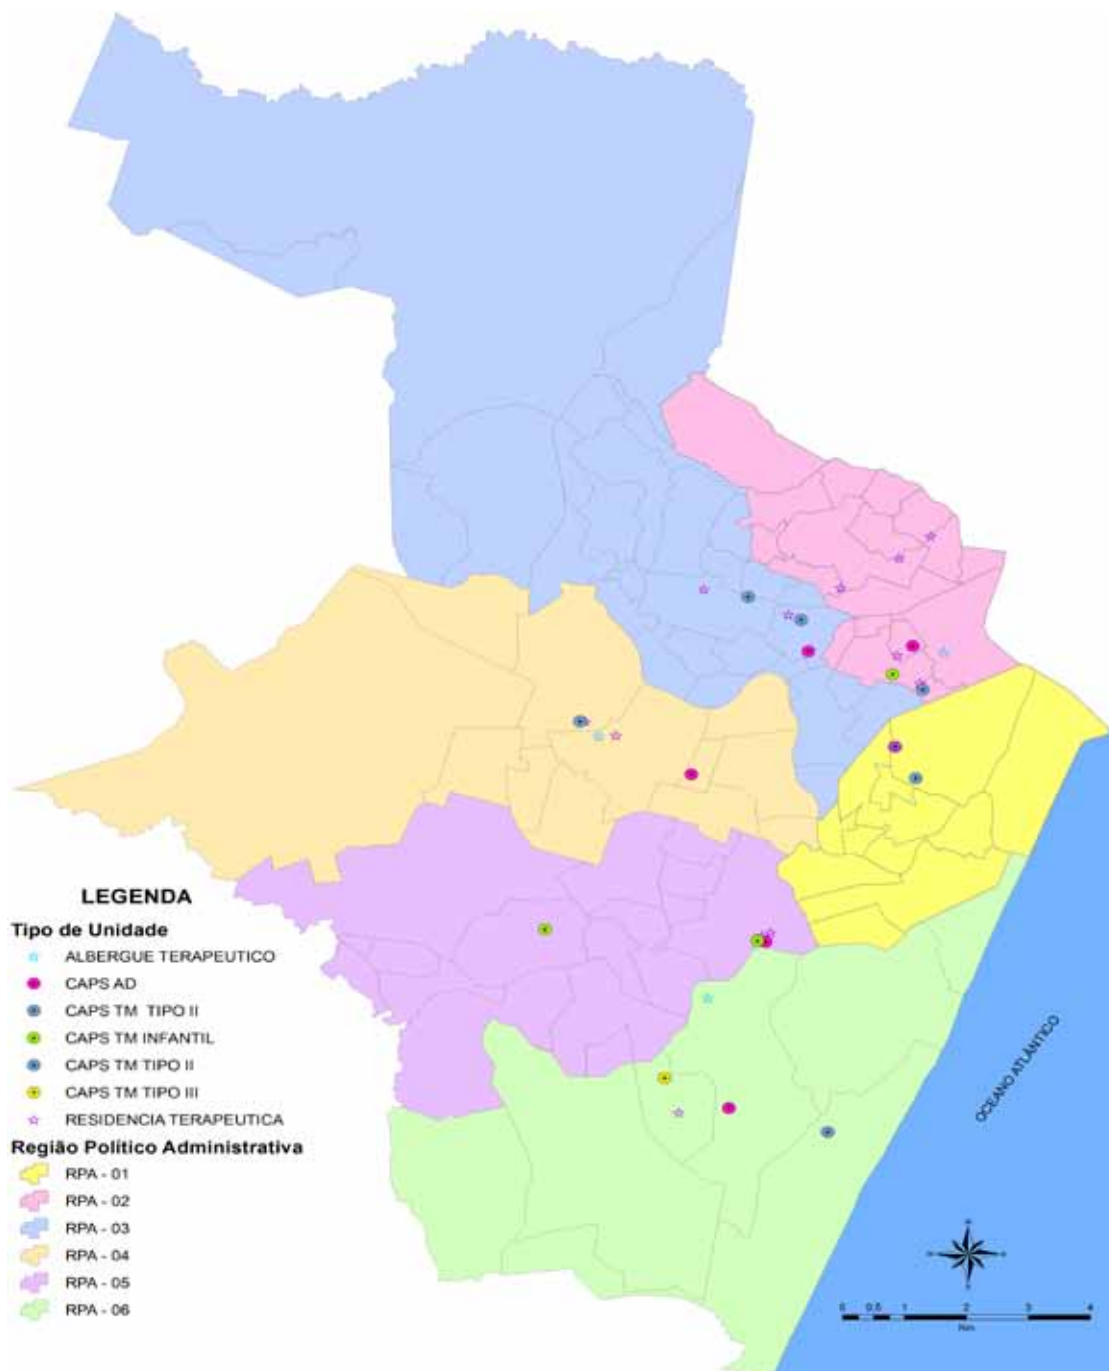 LEGENDA
Tipo de Unidade
ALBERGUE TERAPEUTICO
CAPS AD
CAPS TM TIPO II
CAPS TM INFANTIL
CAPS TM TIPO II
CAPS TM TIPO III
RESIDENCIA TERAPEUTICA
Região Político Administrativa
RPA - 01
RPA - 02
RPA - 03
RPA - 04
RPA - 05
RPA - 06
OCEANO ATLÂNTICO
0 0.5 1 2 3 4